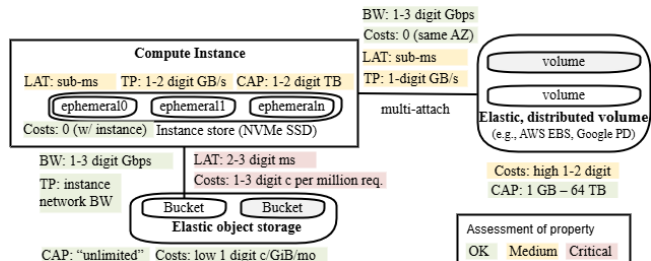 BW: 1-3 digit Gbps
Costs: 0 (same AZ)
Compute Instance
LAT: sub-ms
TP: 1-2 digit GB/s
CAP: 1-2 digit TB
ephemeral0
ephemeral1
ephemeraln
Costs: 0 (w/ instance)
Instance store (NVMe SSD)
LAT: sub-ms
TP: 1-digit GB/s
multi-attach
volume
volume
Elastic, distributed volume
(e.g., AWS EBS, Google PD)
Costs: high 1-2 digit
CAP: 1 GB – 64 TB
BW: 1-3 digit Gbps
TP: instance
network BW
LAT: 2-3 digit ms
Costs: 1-3 digit c per million req.
Bucket
Bucket
Elastic object storage
CAP: “unlimited”
Costs: low 1 digit c/GiB/mo
Assessment of property
OK
Medium
Critical